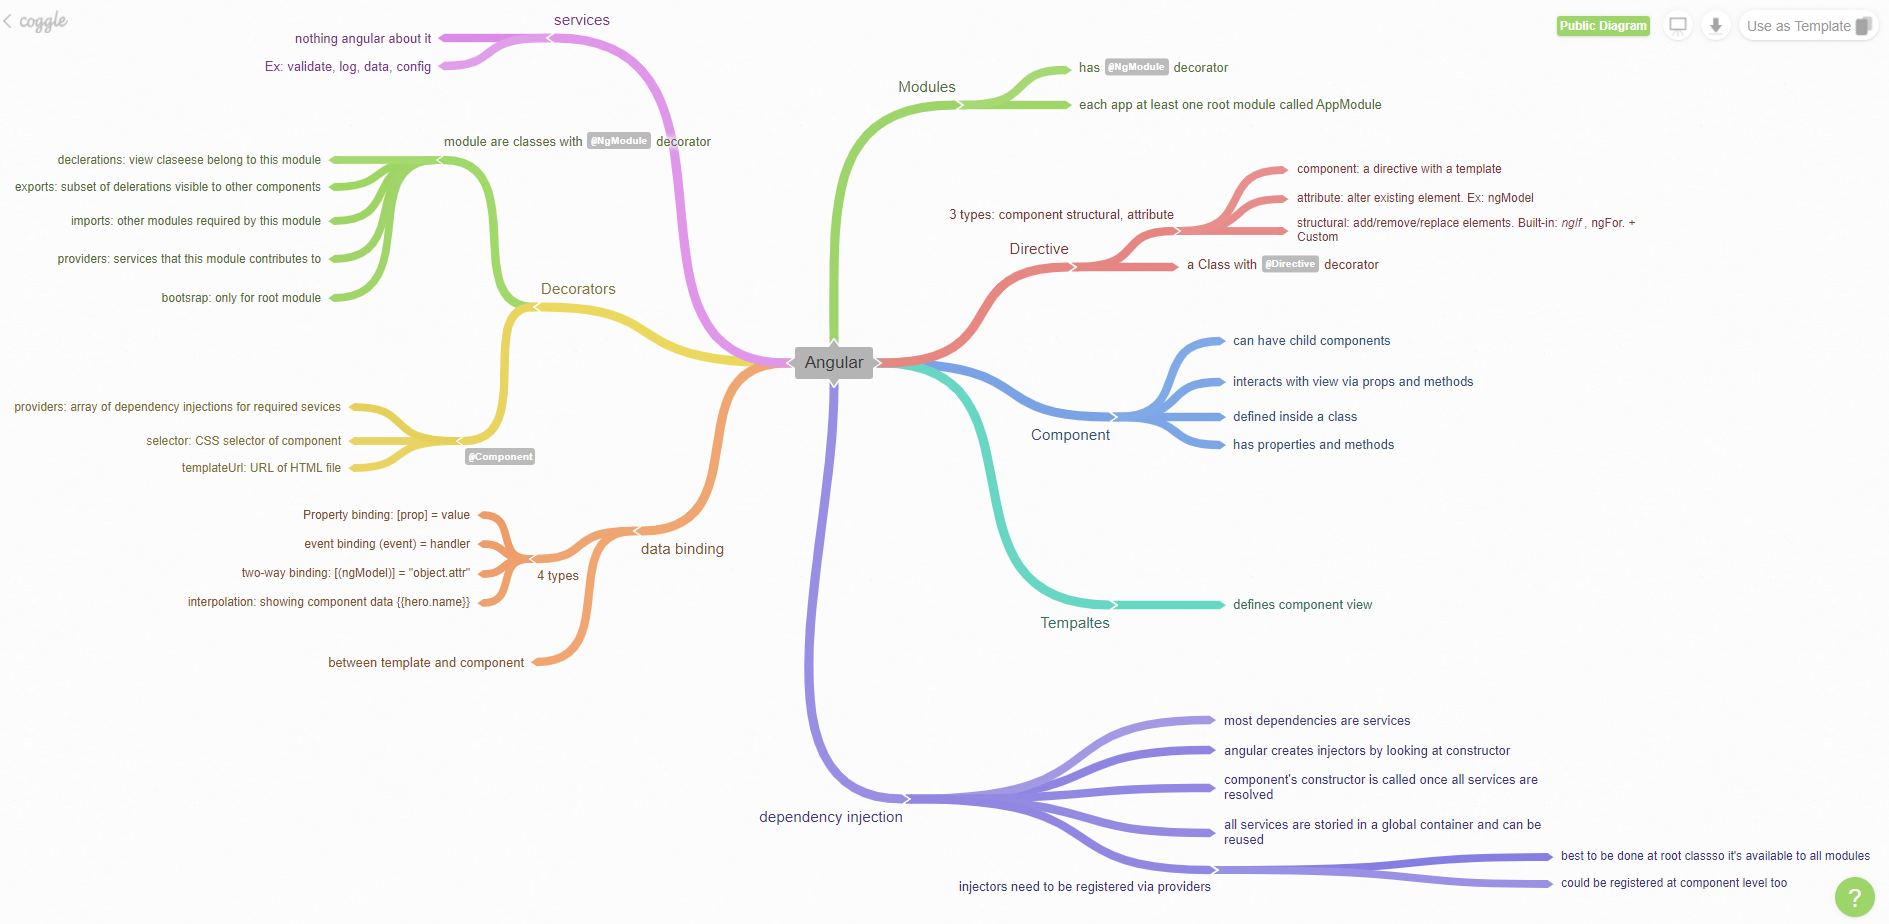 coggle
Public Diagram
Use as Template
services
nothing angular about it
Ex: validate, log, data, config
module are classes with @NgModule decorator
declerations: view claseese belong to this module
exports: subset of delerations visible to other components
imports: other modules required by this module
providers: services that this module contributes to
bootsrap: only for root module
Decorators
providers: array of dependency injections for required sevices
selector: CSS selector of component
templateUrl: URL of HTML file
@Component
Property binding: [prop] = value
event binding (event) = handler
two-way binding: [(ngModel)] = "object.attr"
interpolation: showing component data {{hero.name}}
4 types
data binding
between template and component
Angular
Modules
has @NgModule decorator
each app at least one root module called AppModule
component: a directive with a template
attribute: alter existing element. Ex: ngModel
3 types: component structural, attribute
structural: add/remove/replace elements. Built-in: ngIf , ngFor. +
Custom
Directive
a Class with @Directive decorator
can have child components
interacts with view via props and methods
defined inside a class
Component
has properties and methods
defines component view
Tempaltes
most dependencies are services
angular creates injectors by looking at constructor
component's constructor is called once all services are
resolved
dependency injection
all services are storied in a global container and can be
reused
injectors need to be registered via providers
best to be done at root classso it's available to all modules
could be registered at component level too
?